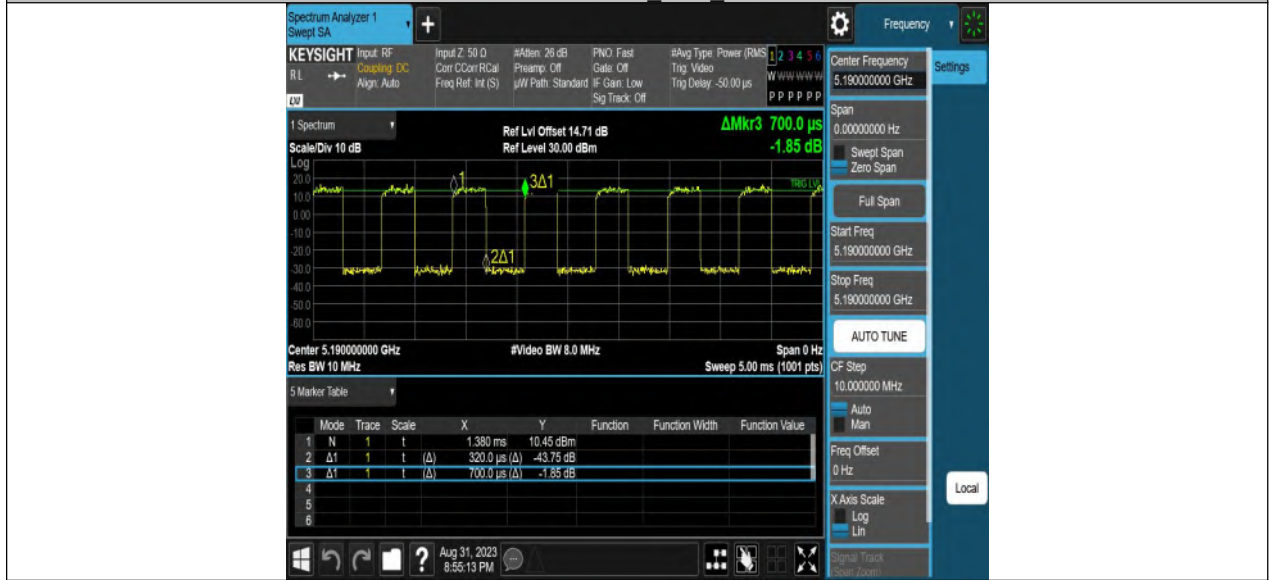 Spectrum Analyzer 1
Swept SA
+
Frequency
KEYSIGHT
RL
LXI
Input: RF
Coupling: DC
Align: Auto
Input Z: 50 Ω
Corr CCorr RCal
Freq Ref: Int (S)
#Atten: 26 dB
Preamp: Off
µW Path: Standard
PNO: Fast
Gate: Off
IF Gain: Low
Sig Track: Off
#Avg Type: Power (RMS
Trig: Video
Trig Delay: -50.00 µs
1 2 3 4 5 6
W W W W W W
P P P P P P
1 Spectrum
Scale/Div 10 dB
Ref Lvl Offset 14.71 dB
Ref Level 30.00 dBm
ΔMkr3 700.0 µs
-1.85 dB
Log
20.0
10.0
0.00
-10.0
-20.0
-30.0
-40.0
-50.0
-60.0
1
3Δ1
2Δ1
TRIG LVL
Center 5.190000000 GHz
#Video BW 8.0 MHz
Span 0 Hz
Res BW 10 MHz
Sweep 5.00 ms (1001 pts)
5 Marker Table
Mode Trace Scale X Y Function Function Width Function Value
1 N 1 t 1.380 ms 10.45 dBm
2 Δ1 1 t (Δ) 320.0 µs (Δ) -43.75 dB
3 Δ1 1 t (Δ) 700.0 µs (Δ) -1.85 dB
4
5
6
Aug 31, 2023
8:55:13 PM
?
Center Frequency
5.190000000 GHz
Settings
Span
0.00000000 Hz
Swept Span
Zero Span
Full Span
Start Freq
5.190000000 GHz
Stop Freq
5.190000000 GHz
AUTO TUNE
CF Step
10.000000 MHz
Auto
Man
Freq Offset
0 Hz
X Axis Scale
Log
Lin
Local
Signal Track
(Span Zoom)